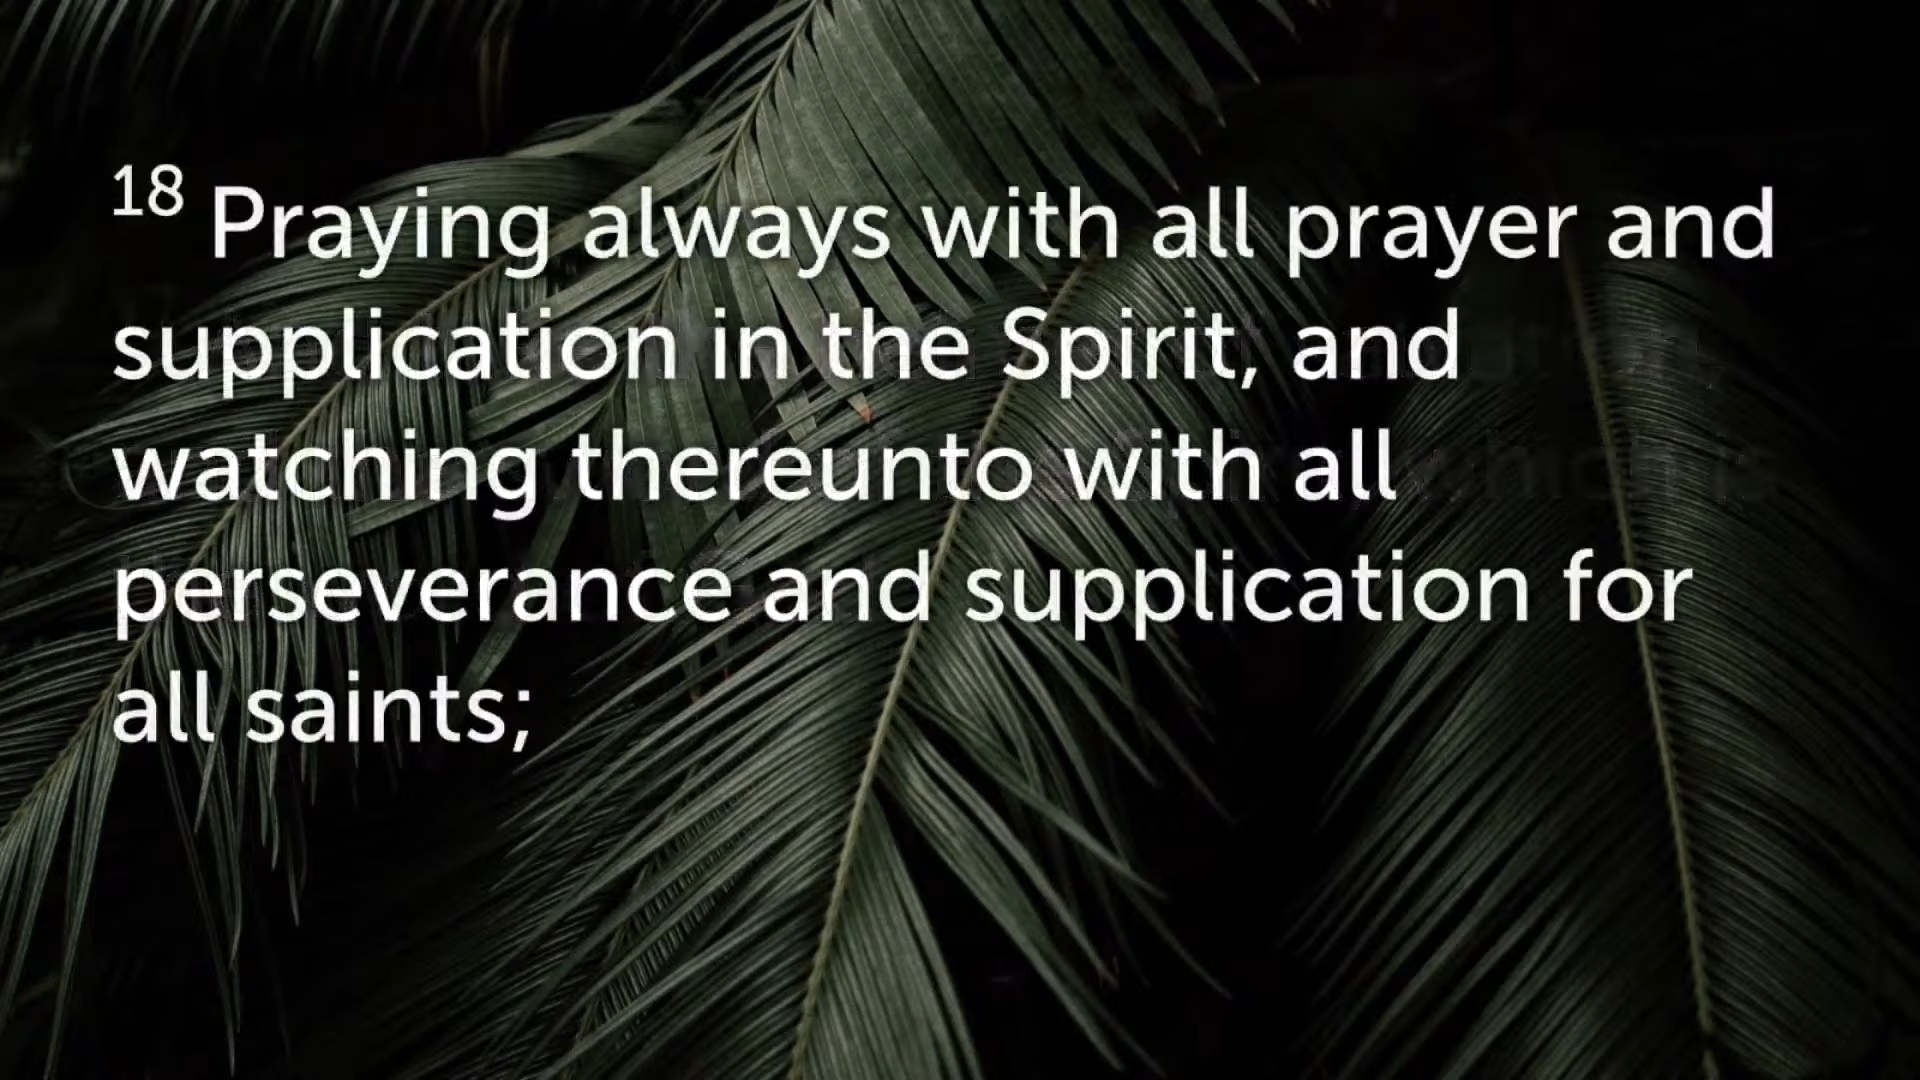 18 Praying always with all prayer and
supplication in the Spirit, and
watching thereunto with all
perseverance and supplication for
all saints;